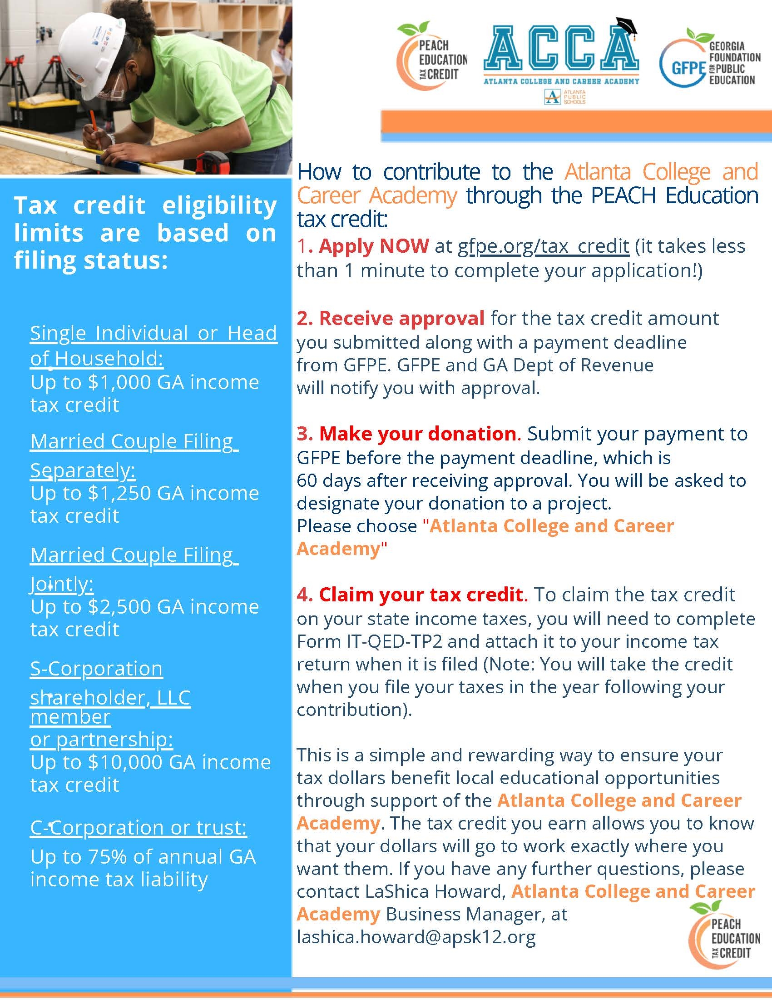 PEACH
EDUCATION
TAX CREDIT
ACCA
ATLANTA COLLEGE AND CAREER ACADEMY
ATLANTA
PUBLIC
SCHOOLS
GFPE
GEORGIA
FOUNDATION
FOR PUBLIC
EDUCATION
Tax credit eligibility
limits are based on
filing status:
Single Individual or Head
of Household:
Up to $1,000 GA income
tax credit
Married Couple Filing
Separately:
Up to $1,250 GA income
tax credit
Married Couple Filing
Jointly:
Up to $2,500 GA income
tax credit
S-Corporation
shareholder, LLC
member
or partnership:
Up to $10,000 GA income
tax credit
C-Corporation or trust:
Up to 75% of annual GA
income tax liability
How to contribute to the Atlanta College and
Career Academy through the PEACH Education
tax credit:
1. Apply NOW at gfpe.org/tax_credit (it takes less
than 1 minute to complete your application!)
2. Receive approval for the tax credit amount
you submitted along with a payment deadline
from GFPE. GFPE and GA Dept of Revenue
will notify you with approval.
3. Make your donation. Submit your payment to
GFPE before the payment deadline, which is
60 days after receiving approval. You will be asked to
designate your donation to a project.
Please choose "Atlanta College and Career
Academy"
4. Claim your tax credit. To claim the tax credit
on your state income taxes, you will need to complete
Form IT-QED-TP2 and attach it to your income tax
return when it is filed (Note: You will take the credit
when you file your taxes in the year following your
contribution).
This is a simple and rewarding way to ensure your
tax dollars benefit local educational opportunities
through support of the Atlanta College and Career
Academy. The tax credit you earn allows you to know
that your dollars will go to work exactly where you
want them. If you have any further questions, please
contact LaShica Howard, Atlanta College and Career
Academy Business Manager, at
lashica.howard@apsk12.org
PEACH
EDUCATION
TAX CREDIT